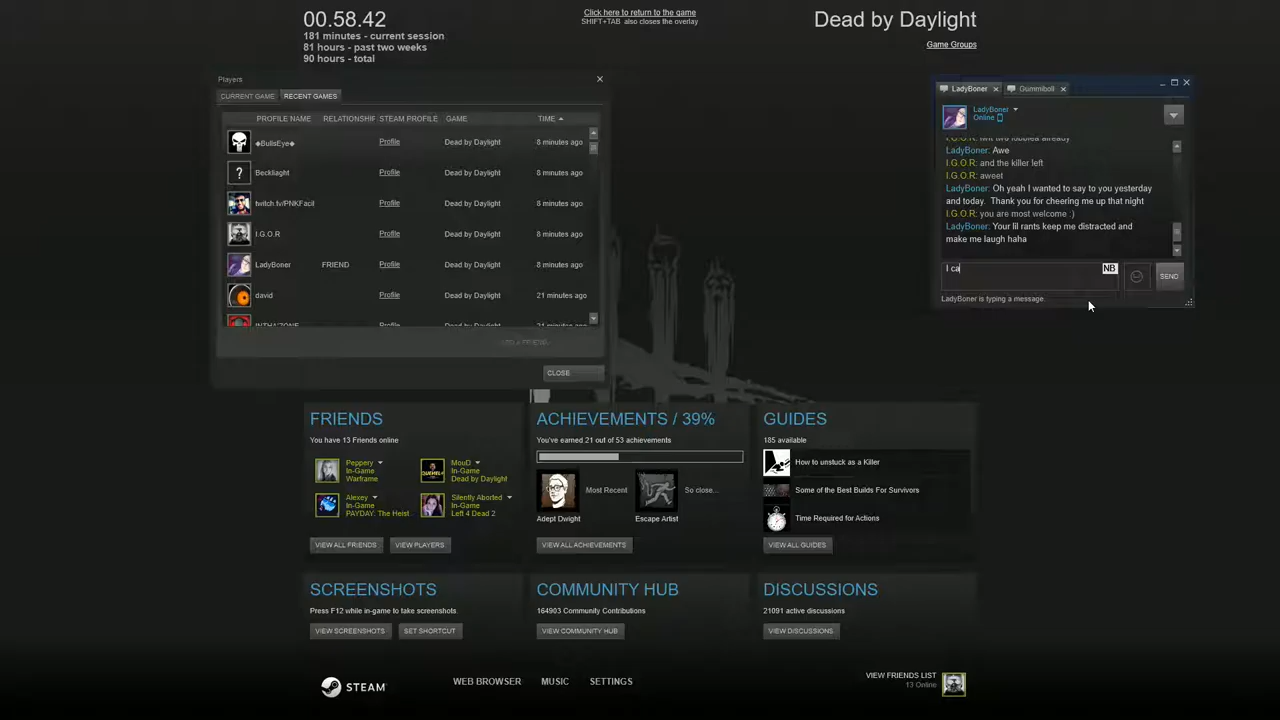 00.58.42
181 minutes - current session
81 hours - past two weeks
90 hours - total
Click here to return to the game
SHIFT+TAB also closes the overlay
Dead by Daylight
Game Groups
Players
CURRENT GAME RECENT GAMES
PROFILE NAME RELATIONSHIP STEAM PROFILE GAME TIME
◆BullsEye◆ Profile Dead by Daylight 8 minutes ago
Beckliaght Profile Dead by Daylight 8 minutes ago
twitch.tv/PNKFacil Profile Dead by Daylight 8 minutes ago
I.G.O.R Profile Dead by Daylight 8 minutes ago
LadyBoner FRIEND Profile Dead by Daylight 8 minutes ago
david Profile Dead by Daylight 21 minutes ago
21 minutes ago
CLOSE
LadyBoner Gummiboll
LadyBoner
Online
LadyBoner: Awe
I.G.O.R: and the killer left
I.G.O.R: aweet
LadyBoner: Oh yeah I wanted to say to you yesterday
and today. Thank you for cheering me up that night
I.G.O.R: you are most welcome :)
LadyBoner: Your lil rants keep me distracted and
make me laugh haha
I ca NB SEND
LadyBoner is typing a message.
FRIENDS
You have 13 Friends online
Peppery
In-Game
Warframe
MouD
In-Game
Dead by Daylight
Alexey
In-Game
PAYDAY: The Heist
Silently Aborted
In-Game
Left 4 Dead 2
VIEW ALL FRIENDS VIEW PLAYERS
ACHIEVEMENTS / 39%
You've earned 21 out of 53 achievements
Most Recent
So close...
Adept Dwight
Escape Artist
VIEW ALL ACHIEVEMENTS
GUIDES
185 available
How to unstuck as a Killer
Some of the Best Builds For Survivors
Time Required for Actions
VIEW ALL GUIDES
SCREENSHOTS
Press F12 while in-game to take screenshots
VIEW SCREENSHOTS SET SHORTCUT
COMMUNITY HUB
164903 Community Contributions
VIEW COMMUNITY HUB
DISCUSSIONS
21091 active discussions
VIEW DISCUSSIONS
STEAM
WEB BROWSER MUSIC SETTINGS
VIEW FRIENDS LIST
13 Online